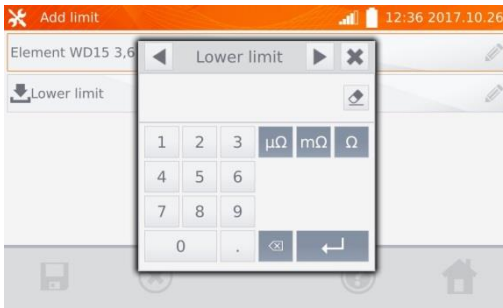 Add limit 12:36 2017.10.26
Element WD15 3,6
Lower limit
Lower limit
1 2 3 µΩ mΩ Ω
4 5 6
7 8 9
0 .